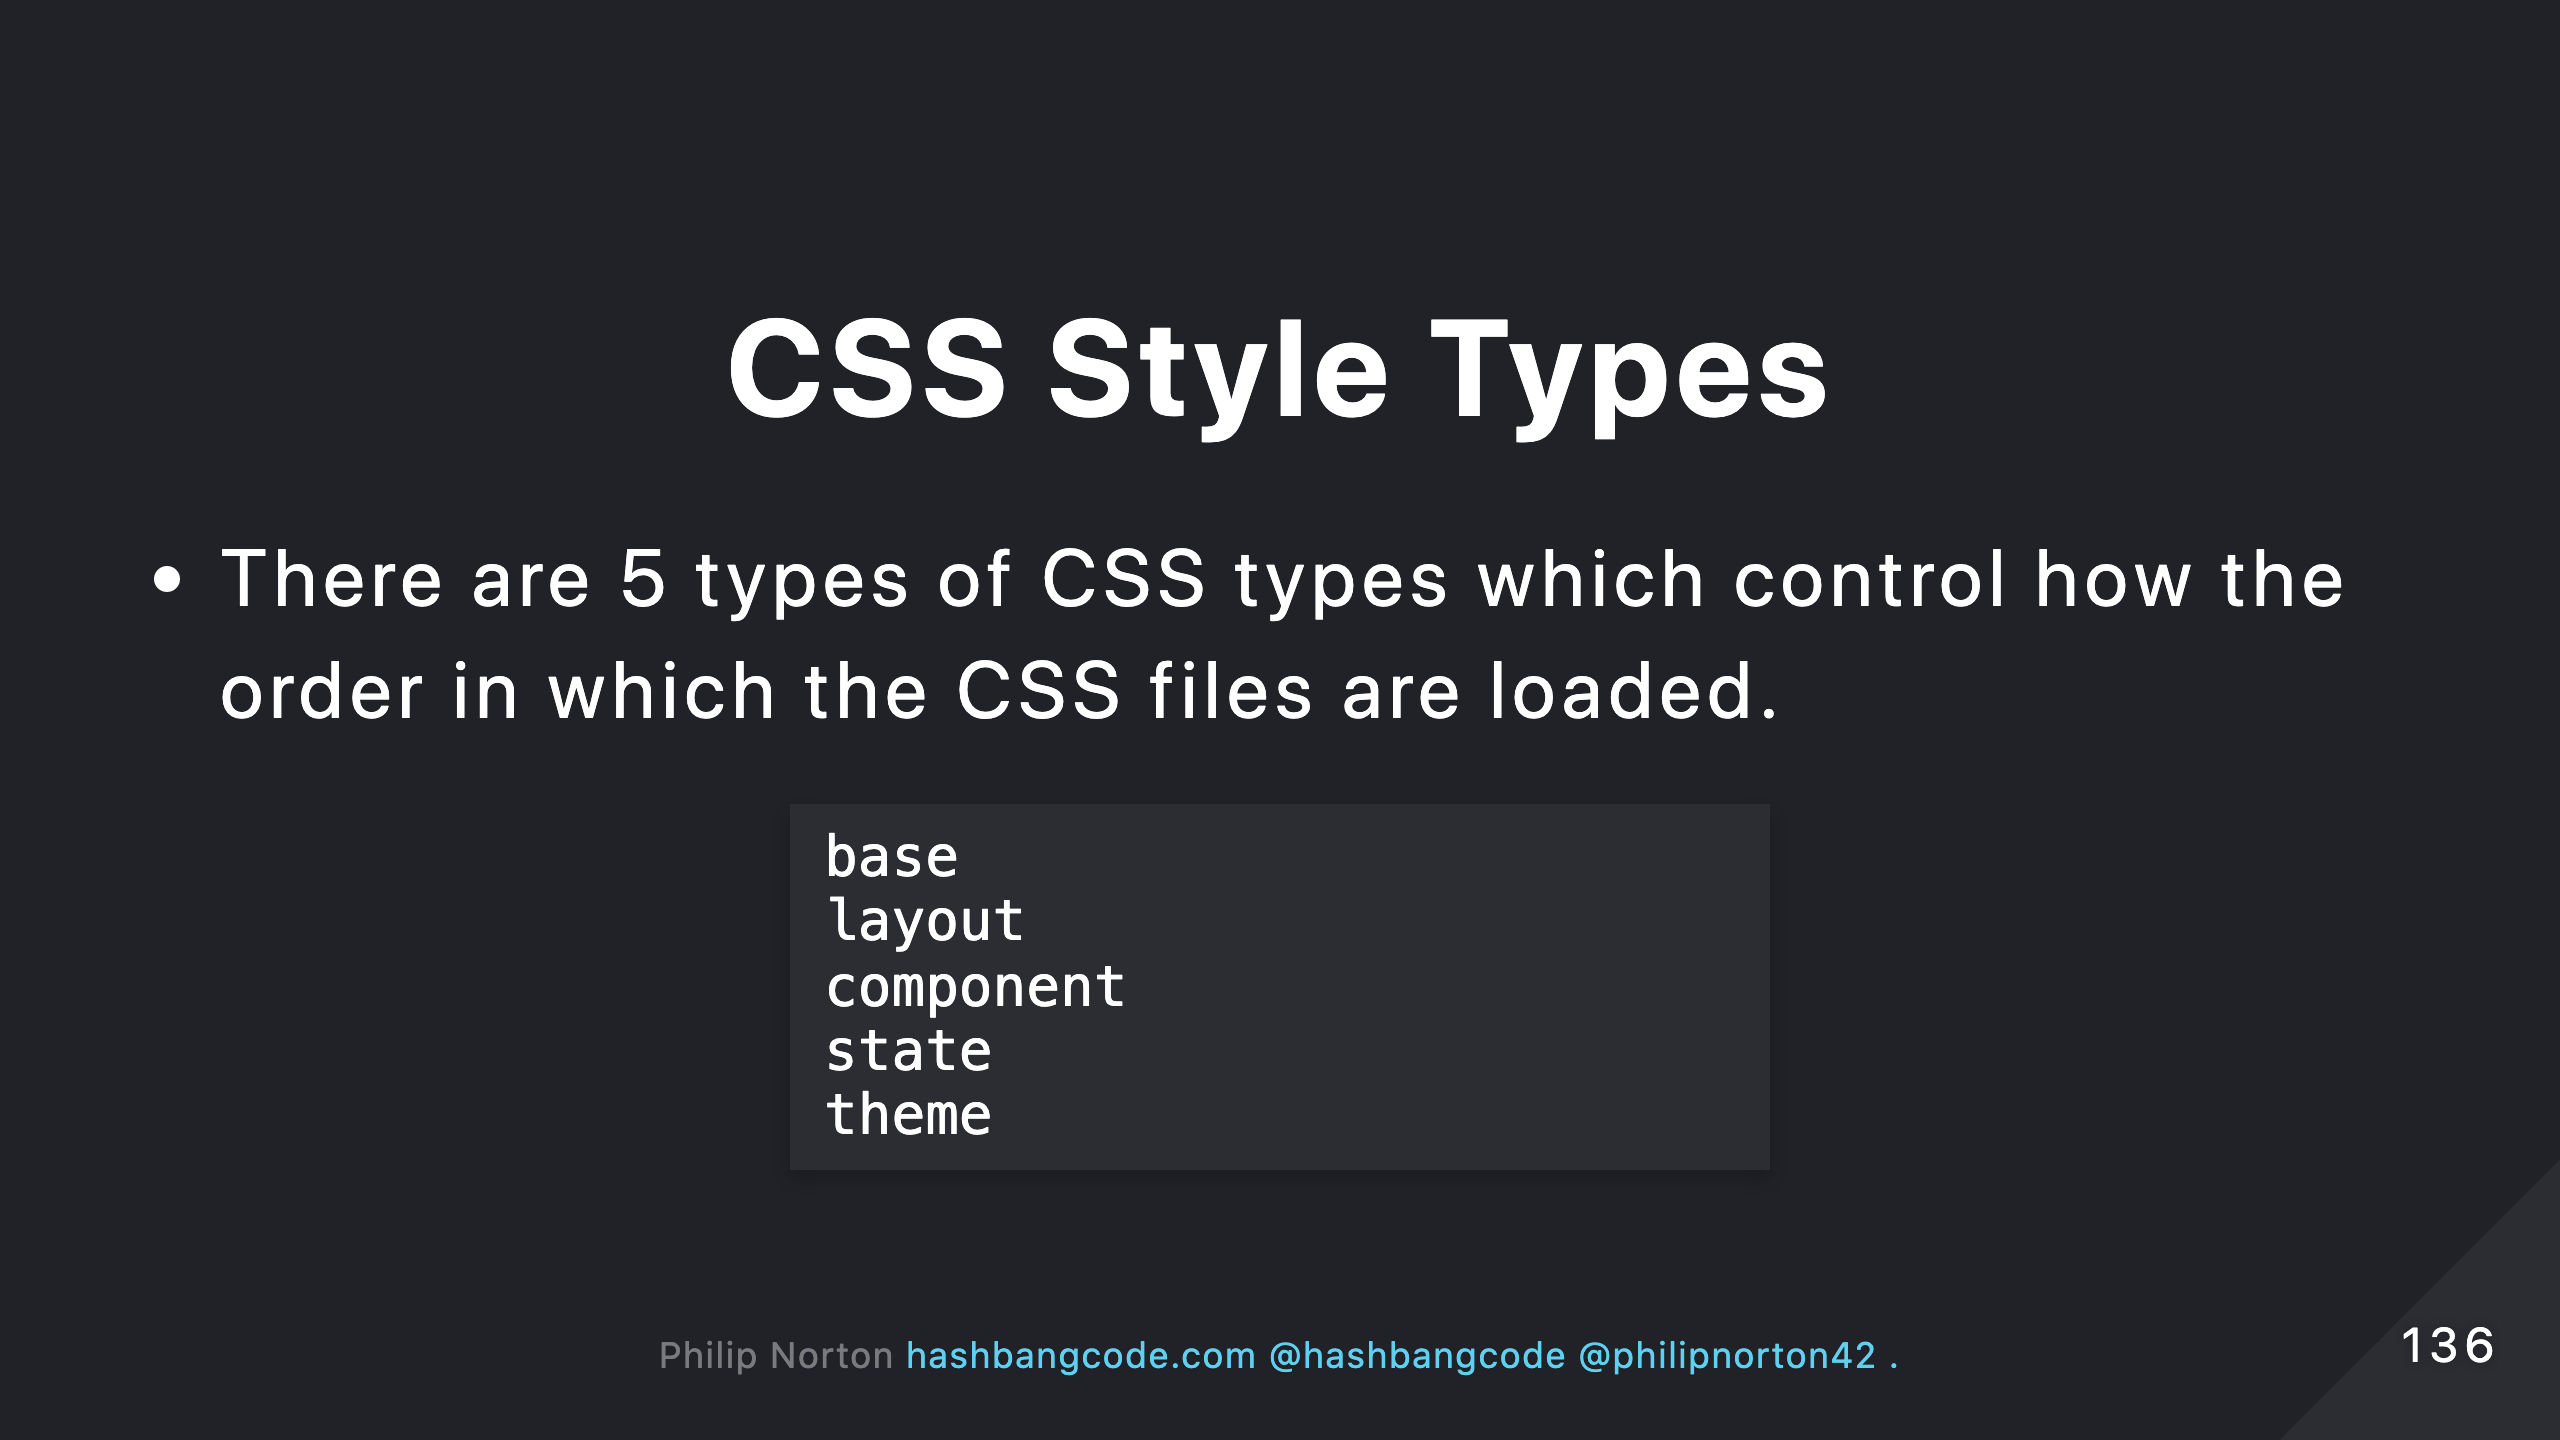 CSS Style Types
• There are 5 types of CSS types which control how the
order in which the CSS files are loaded.
base
layout
component
state
theme
Philip Norton hashbangcode.com @hashbangcode @philipnorton42 .
136